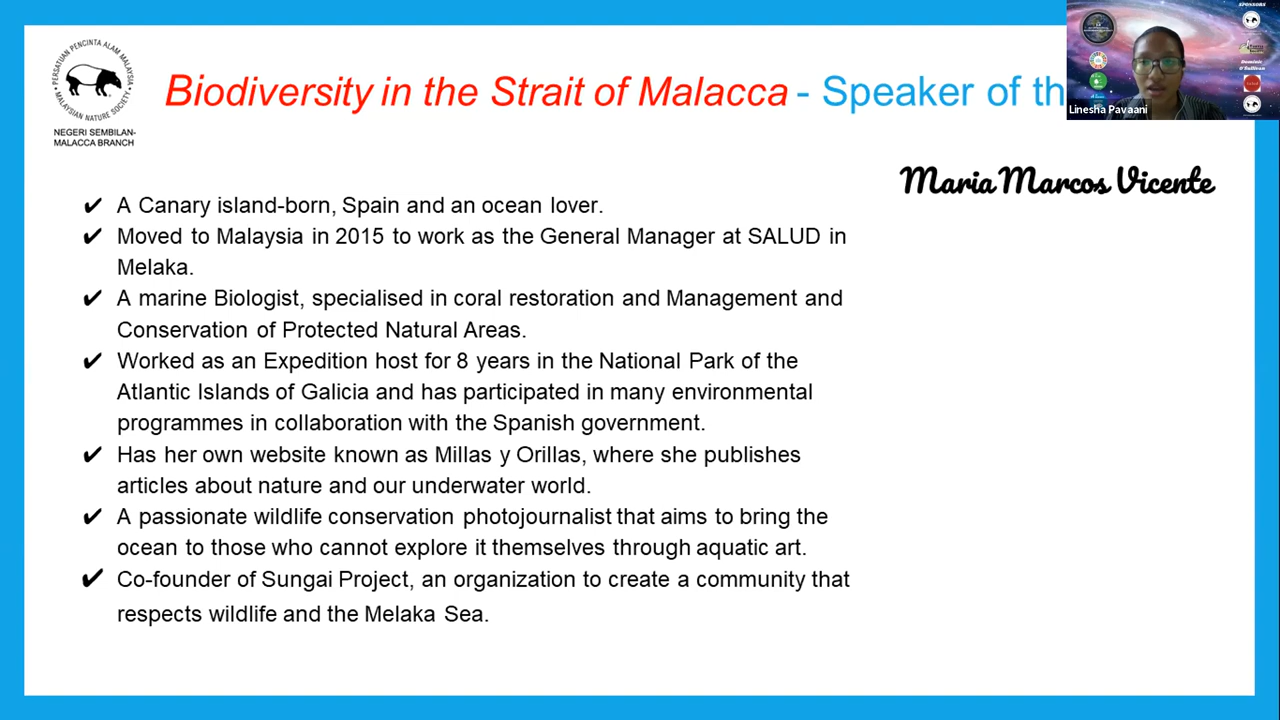 PERSATUAN PENCINTA ALAM MALAYSIA
MALAYSIAN NATURE SOCIETY
NEGERI SEMBILAN-
MALACCA BRANCH
Biodiversity in the Strait of Malacca - Speaker of th
SPONSORS
Dominic
O'Sullivan
Linesha Pavaani
Maria Marcos Vicente
✔ A Canary island-born, Spain and an ocean lover.
✔ Moved to Malaysia in 2015 to work as the General Manager at SALUD in
Melaka.
✔ A marine Biologist, specialised in coral restoration and Management and
Conservation of Protected Natural Areas.
✔ Worked as an Expedition host for 8 years in the National Park of the
Atlantic Islands of Galicia and has participated in many environmental
programmes in collaboration with the Spanish government.
✔ Has her own website known as Millas y Orillas, where she publishes
articles about nature and our underwater world.
✔ A passionate wildlife conservation photojournalist that aims to bring the
ocean to those who cannot explore it themselves through aquatic art.
✔ Co-founder of Sungai Project, an organization to create a community that
respects wildlife and the Melaka Sea.